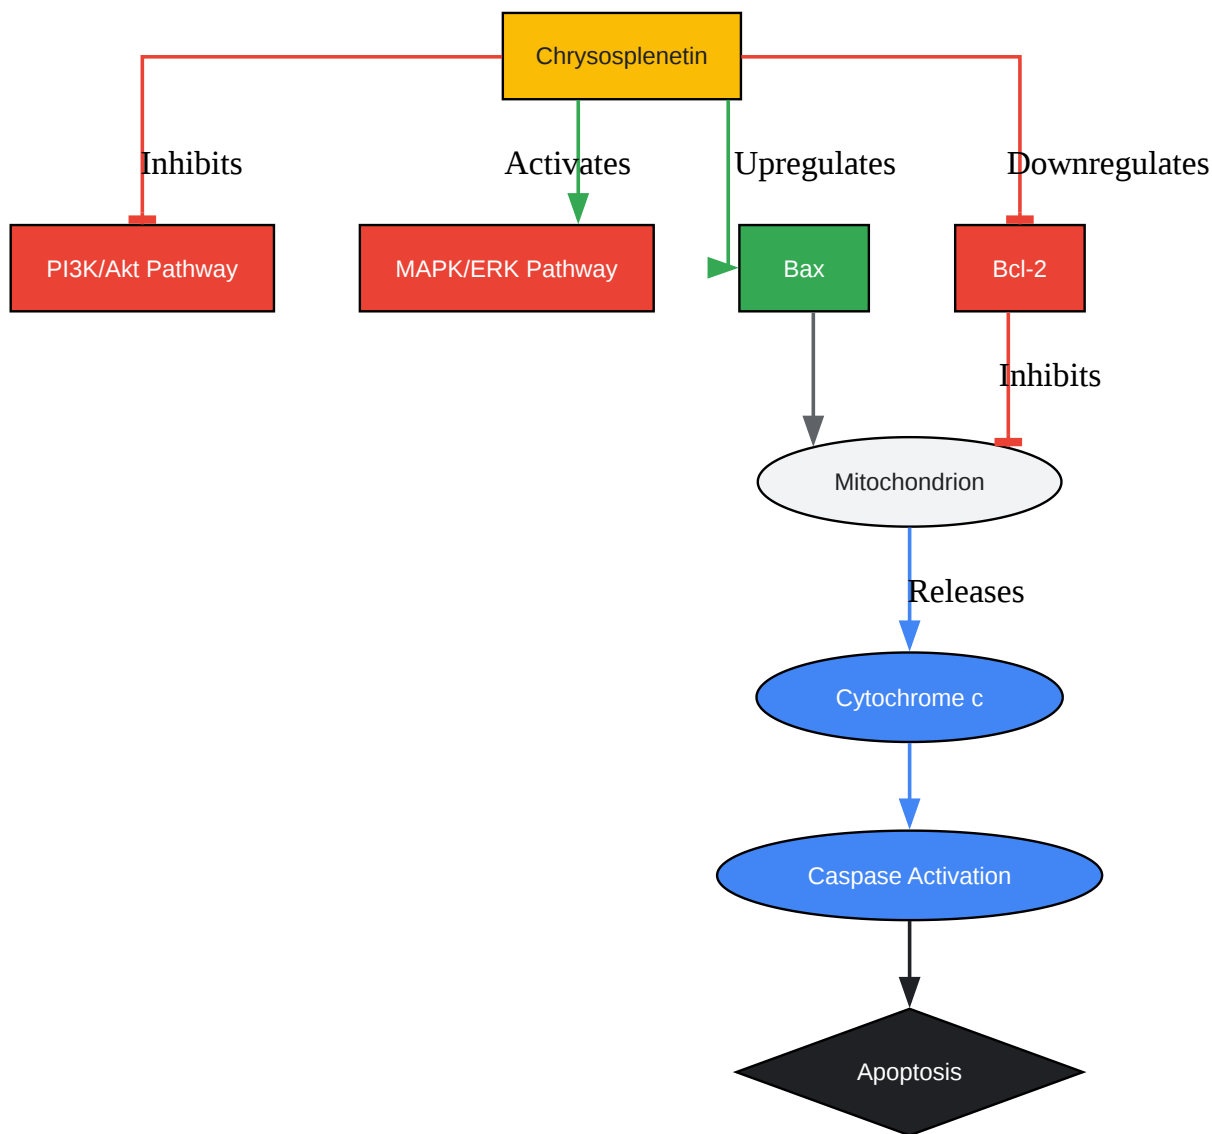 Chrysosplenetin
Inhibits
Activates
Upregulates
Downregulates
PI3K/Akt Pathway
MAPK/ERK Pathway
Bax
Bcl-2
Inhibits
Mitochondrion
Releases
Cytochrome c
Caspase Activation
Apoptosis